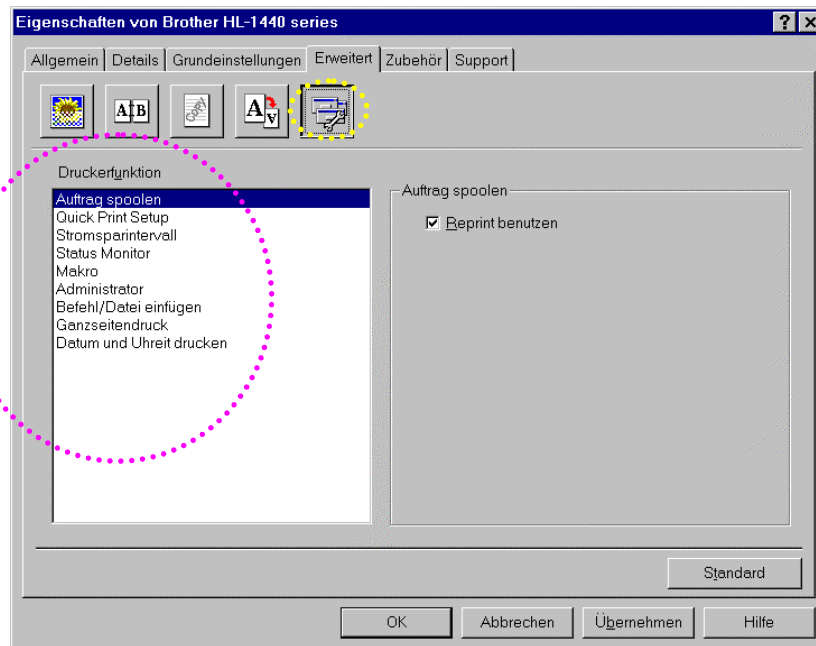 Eigenschaften von Brother HL-1440 series
Allgemein Details Grundeinstellungen Erweitert Zubehör Support
A B COPY A A
Druckerfunktion
Auftrag spoolen
Quick Print Setup
Stromsparintervall
Status Monitor
Makro
Administrator
Befehl/Datei einfügen
Ganzseitendruck
Datum und Uhreit drucken
Auftrag spoolen
Reprint benutzen
Standard
OK Abbrechen Übernehmen Hilfe